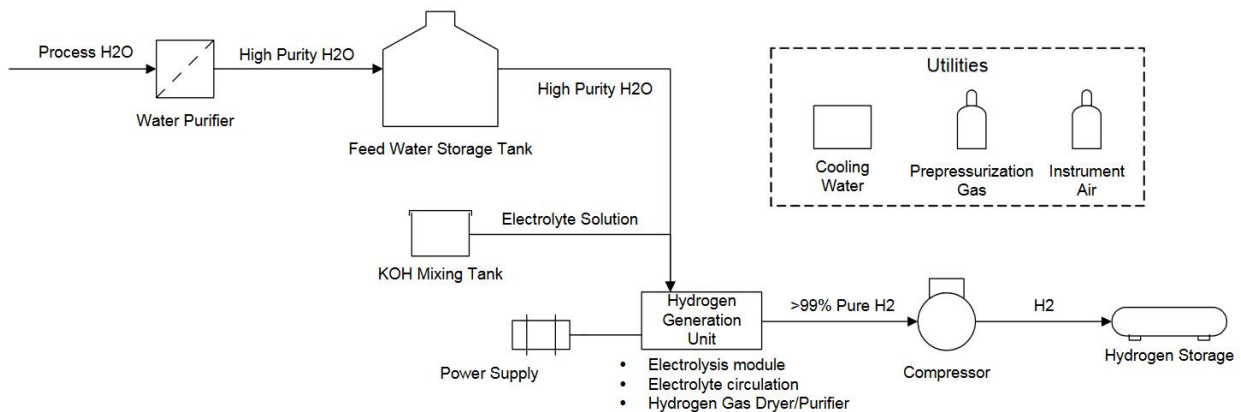 Process H2O
High Purity H2O
Water Purifier
Feed Water Storage Tank
High Purity H2O
Utilities
Cooling
Water
Prepressurization
Gas
Instrument
Air
Electrolyte Solution
KOH Mixing Tank
Power Supply
Hydrogen
Generation
Unit
• Electrolysis module
• Electrolyte circulation
• Hydrogen Gas Dryer/Purifier
>99% Pure H2
Compressor
H2
Hydrogen Storage